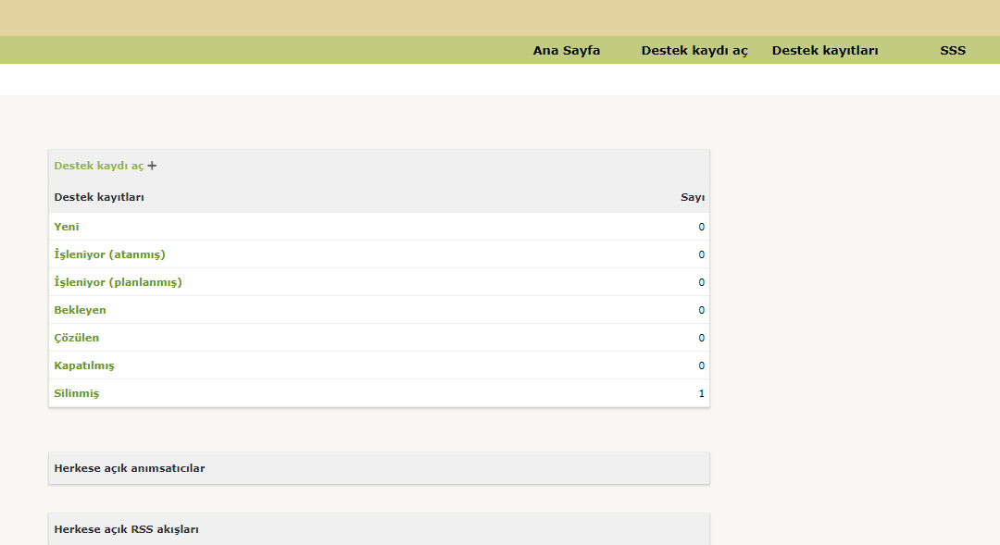 Ana Sayfa Destek kaydı aç Destek kayıtları SSS
Destek kaydı aç +
Destek kayıtları Sayı
Yeni 0
İşleniyor (atanmış) 0
İşleniyor (planlanmış) 0
Bekleyen 0
Çözülen 0
Kapatılmış 0
Silinmiş 1
Herkese açık anımsatıcılar
Herkese açık RSS akışları